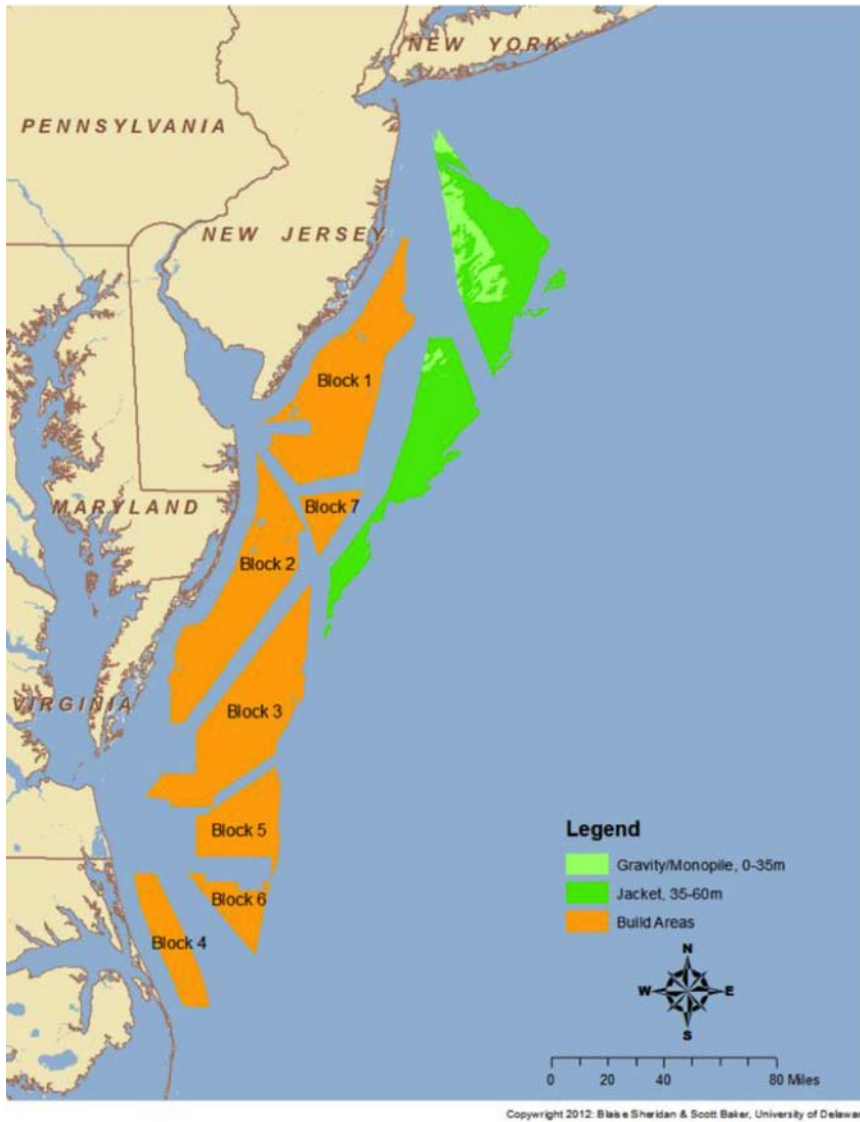 NEW YORK
PENNSYLVANIA
NEW JERSEY
Block 1
MARYLAND
Block 7
Block 2
VIRGINIA
Block 3
Block 5
Block 6
Block 4
Legend
Gravity/Monopile, 0-35m
Jacket, 35-60m
Build Areas
N
W E
S
0 20 40 80 Miles
Copyright 2012: Blaise Sheridan & Scott Baker, University of Delawar